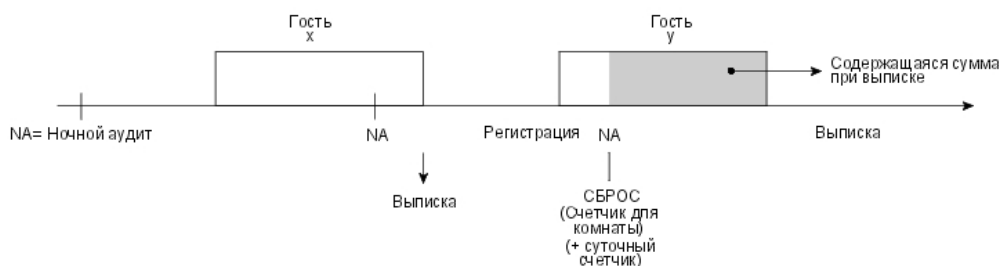 Гость
x
Гость
y
Содержащаяся сумма
при выписке
NA= Ночной аудит
NA
Регистрация
NA
Выписка
Выписка
СБРОС
(Счетчик для
комнаты)
(+ суточный
счетчик)